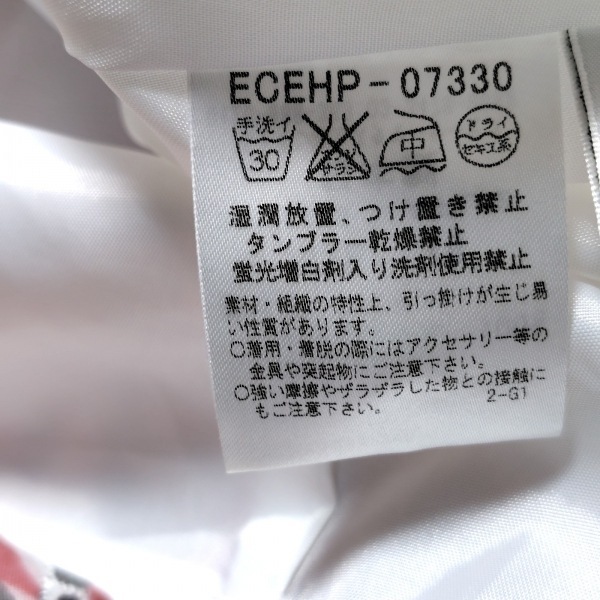 ECEHP-07330
手洗イ
30
エンソ
サラシ
中
ドライ
セキユ系
湿潤放置、つけ置き禁止
タンブラー乾燥禁止
蛍光増白剤入り洗剤使用禁止
素材・組織の特性上、引っ掛けが生じ易
い性質があります。
○着用・着脱の際にはアクセサリー等の
金具や突起物にご注意下さい。
○強い摩擦やザラザラした物との接触に
もご注意下さい。
2-G1